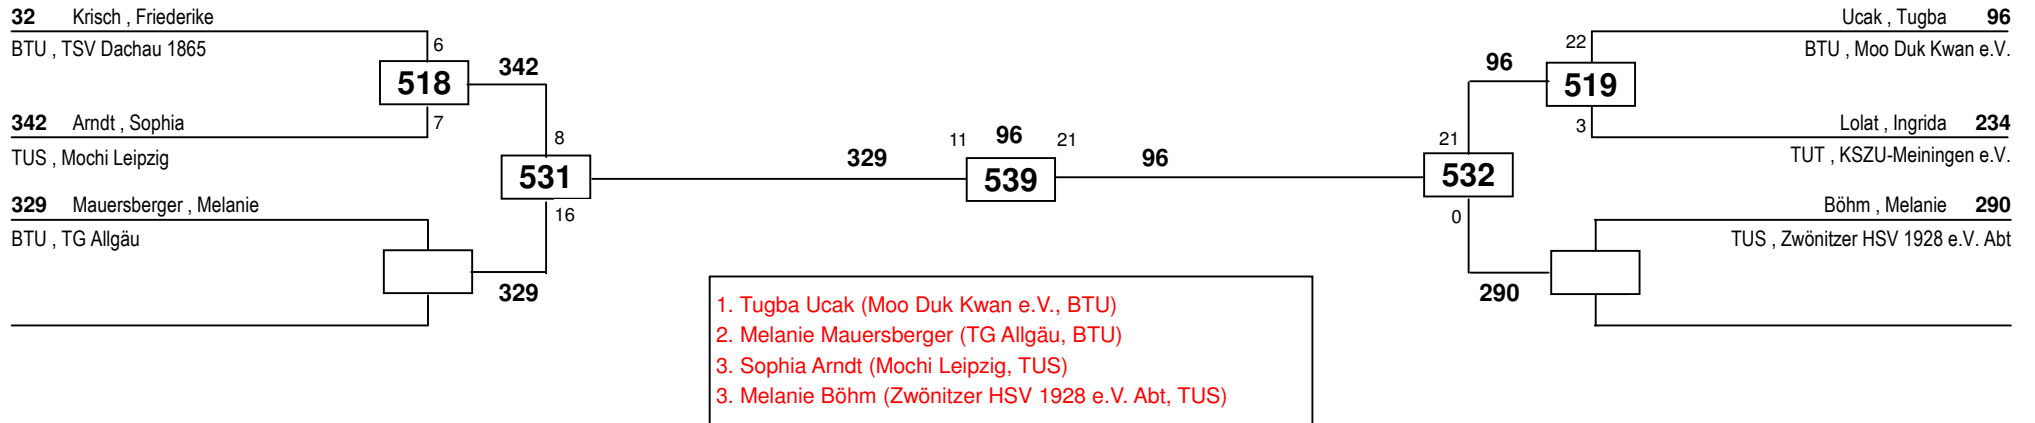 32 Krisch , Friederike
BTU , TSV Dachau 1865
6
518
342
7
342 Arndt , Sophia
TUS , Mochi Leipzig
8
531
16
329 Mauersberger , Melanie
BTU , TG Allgäu
329
329
11 96 21
539
96
Ucak , Tugba 96
BTU , Moo Duk Kwan e.V.
22
96
519
3
Lolat , Ingrida 234
TUT , KSZU-Meiningen e.V.
21
532
0
Böhm , Melanie 290
TUS , Zwönitzer HSV 1928 e.V. Abt
290
1. Tugba Ucak (Moo Duk Kwan e.V., BTU)
2. Melanie Mauersberger (TG Allgäu, BTU)
3. Sophia Arndt (Mochi Leipzig, TUS)
3. Melanie Böhm (Zwönitzer HSV 1928 e.V. Abt, TUS)